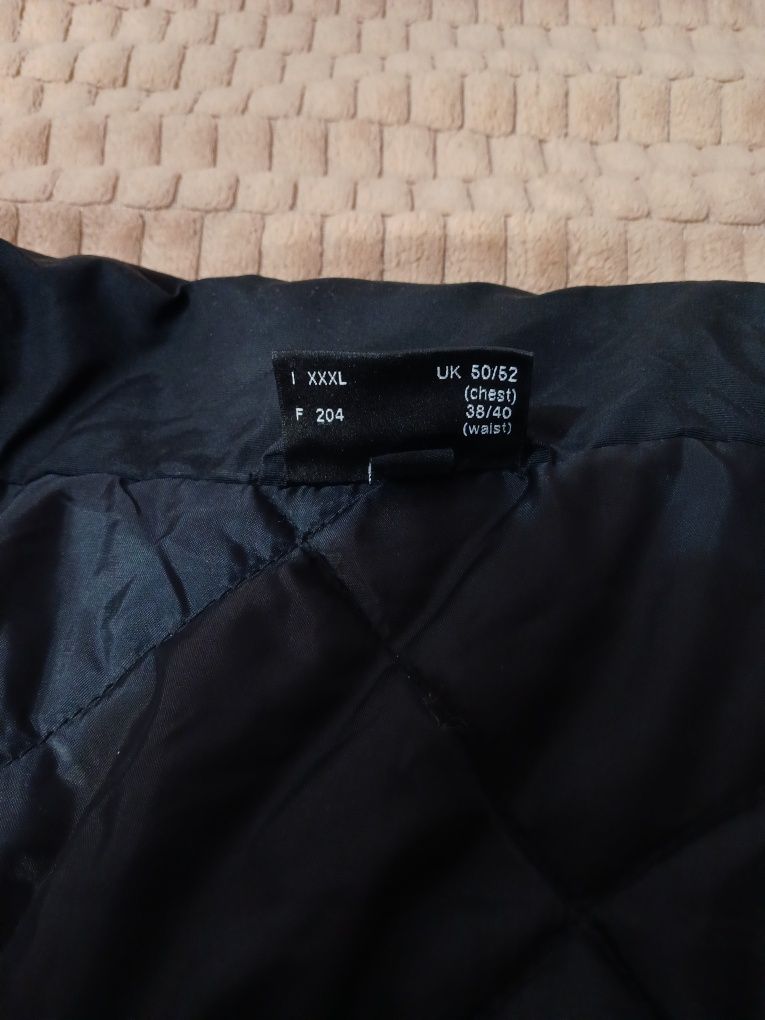 I XXXL
F 204
UK 50/52
(chest)
38/40
(waist)